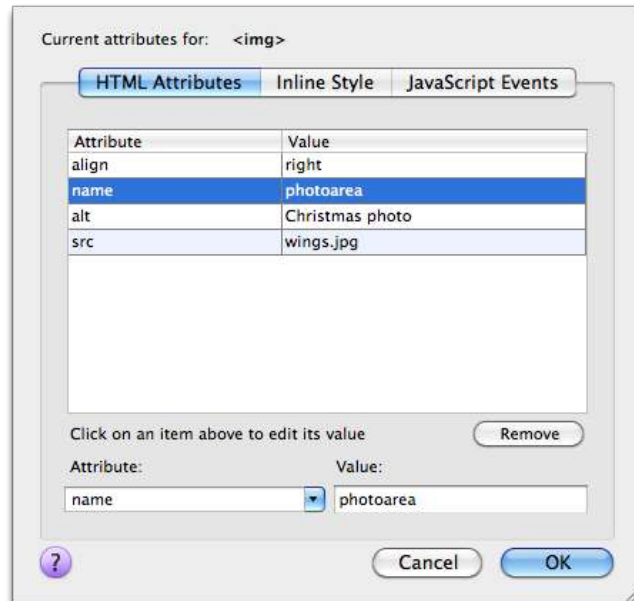 Current attributes for: <img>
HTML Attributes Inline Style JavaScript Events
Attribute Value
align right
name photoarea
alt Christmas photo
src wings.jpg
Click on an item above to edit its value Remove
Attribute: Value:
name photoarea
? Cancel OK